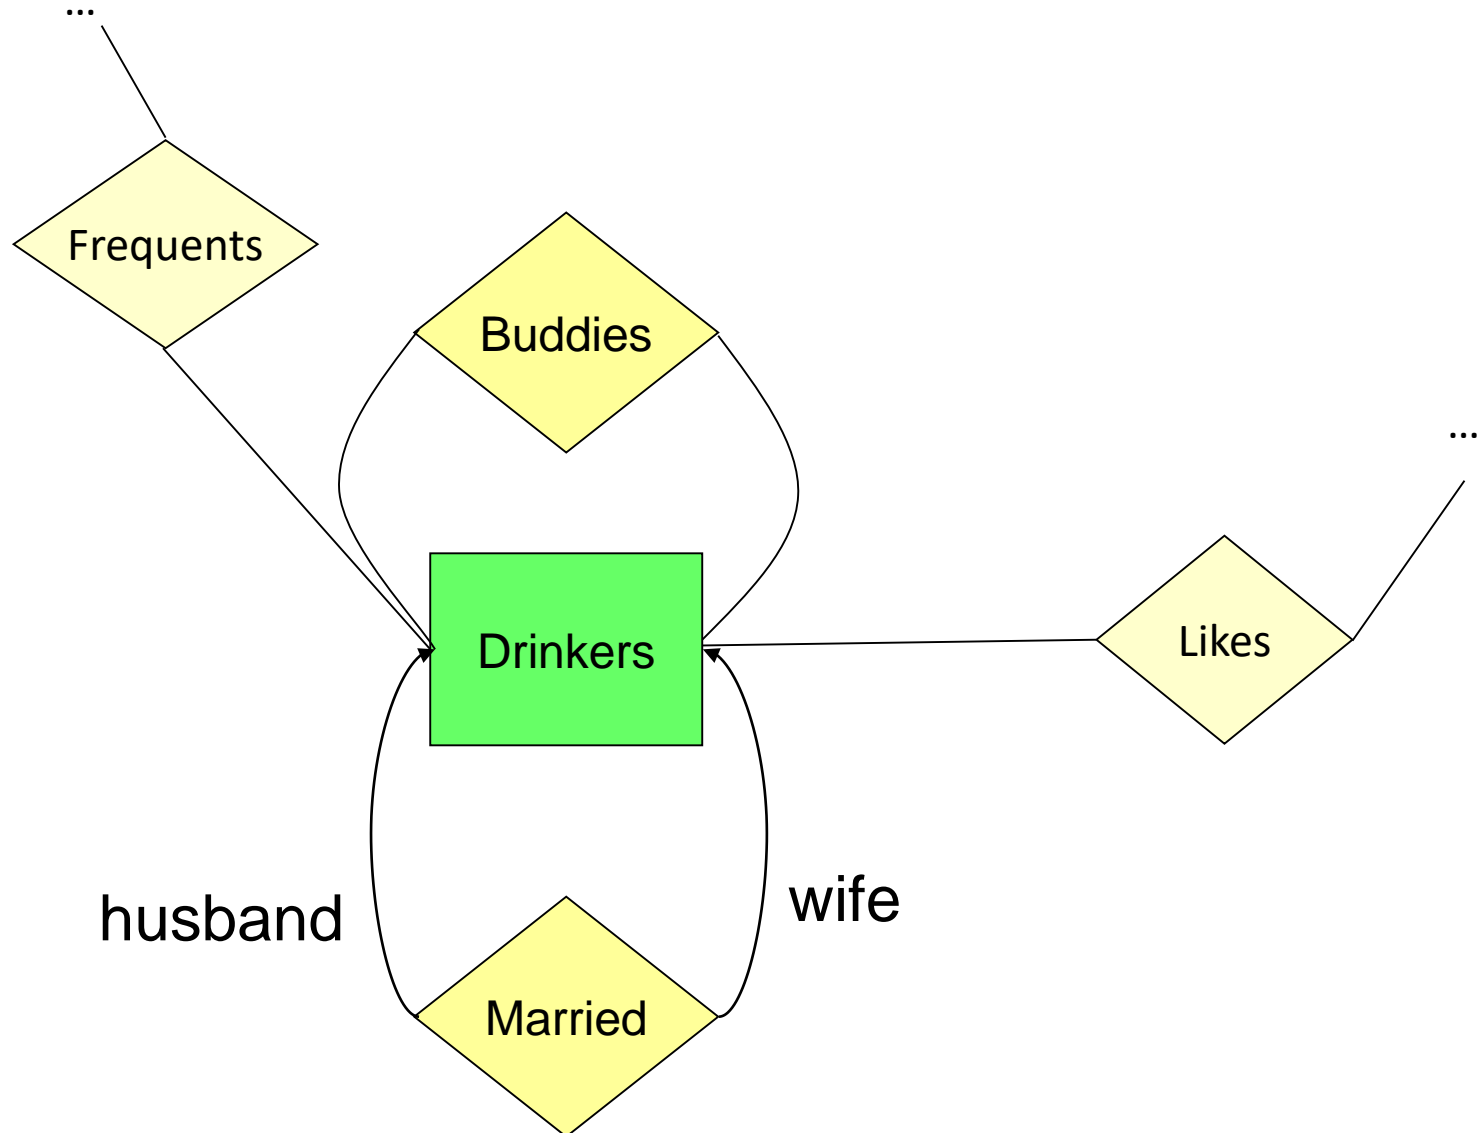 ...
Frequents
Buddies
...
Drinkers
Likes
husband
wife
Married